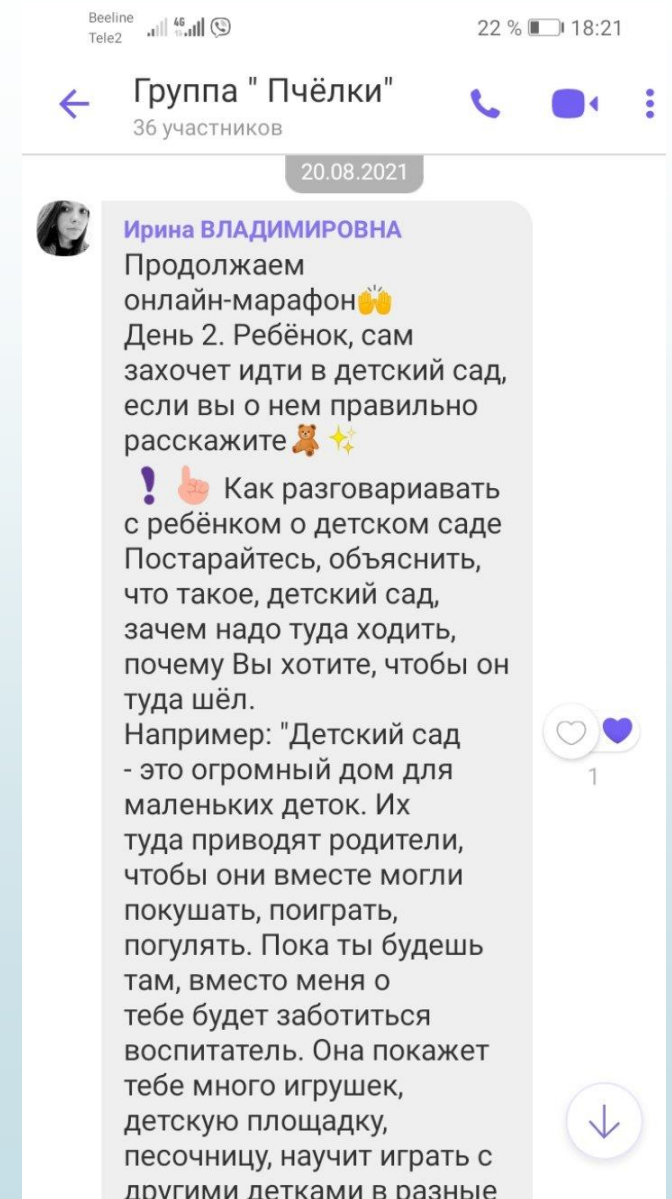 Beeline
Tele2
4G
22 % 18:21
Группа " Пчёлки"
36 участников
20.08.2021
Ирина ВЛАДИМИРОВНА
Продолжаем
онлайн-марафон🙌
День 2. Ребёнок, сам
захочет идти в детский сад,
если вы о нем правильно
расскажите🧸✨
❗☝ Как разговариавать
с ребёнком о детском саде
Постарайтесь, объяснить,
что такое, детский сад,
зачем надо туда ходить,
почему Вы хотите, чтобы он
туда шёл.
Например: "Детский сад
- это огромный дом для
маленьких деток. Их
туда приводят родители,
чтобы они вместе могли
покушать, поиграть,
погулять. Пока ты будешь
там, вместо меня о
тебе будет заботиться
воспитатель. Она покажет
тебе много игрушек,
детскую площадку,
песочницу, научит играть с
другими детками в разные
1